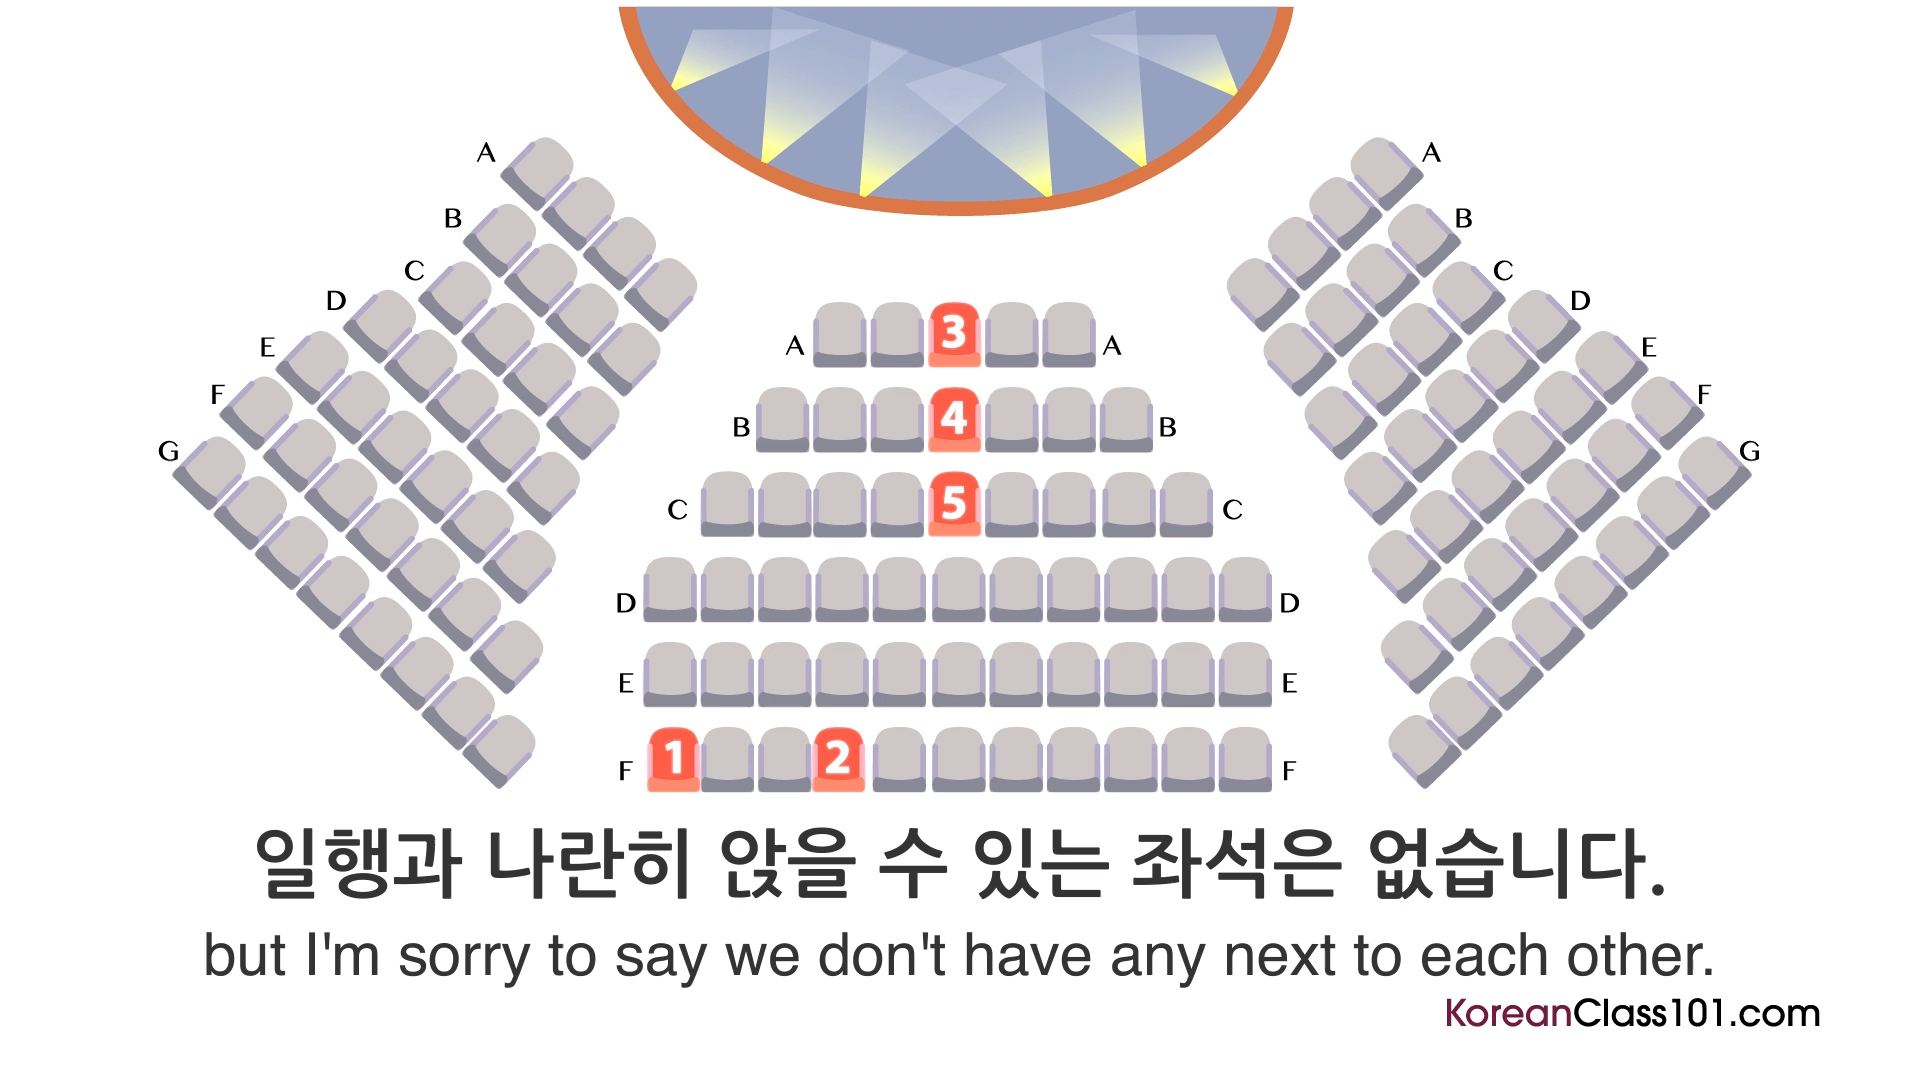 A
A
B
B
C
C
D
D
E
E
F
F
G
G
A 3 A
B 4 B
C 5 C
D D
E E
F 1 2 F
일행과 나란히 앉을 수 있는 좌석은 없습니다.
but I'm sorry to say we don't have any next to each other.
KoreanClass101.com